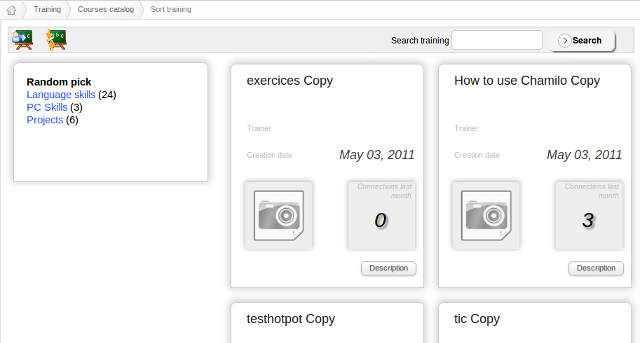 Training
Courses catalog
Sort training
Search training
Search
Random pick
Language skills (24)
PC Skills (3)
Projects (6)
exercices Copy
Trainer
Creation date
May 03, 2011
Connections last
month
0
Description
How to use Chamilo Copy
Trainer
Creation date
May 03, 2011
Connections last
month
3
Description
testhotpot Copy
tic Copy